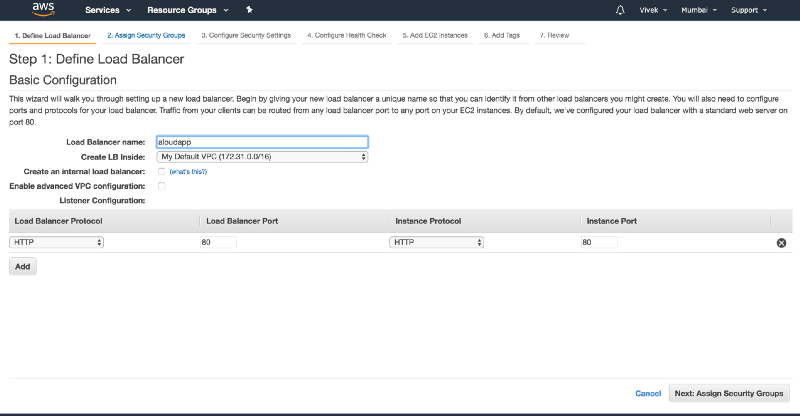 aws Services Resource Groups Vivek Mumbai Support
1. Define Load Balancer 2. Assign Security Groups 3. Configure Security Settings 4. Configure Health Check 5. Add EC2 Instances 6. Add Tags 7. Review
Step 1: Define Load Balancer
Basic Configuration
This wizard will walk you through setting up a new load balancer. Begin by giving your new load balancer a unique name so that you can identify it from other load balancers you might create. You will also need to configure
ports and protocols for your load balancer. Traffic from your clients can be routed from any load balancer port to any port on your EC2 instances. By default, we've configured your load balancer with a standard web server on
port 80.
Load Balancer name: aloudapp
Create LB Inside: My Default VPC (172.31.0.0/16)
Create an internal load balancer: (what's this?)
Enable advanced VPC configuration:
Listener Configuration:
Load Balancer Protocol Load Balancer Port Instance Protocol Instance Port
HTTP 80 HTTP 80
Add
Cancel Next: Assign Security Groups